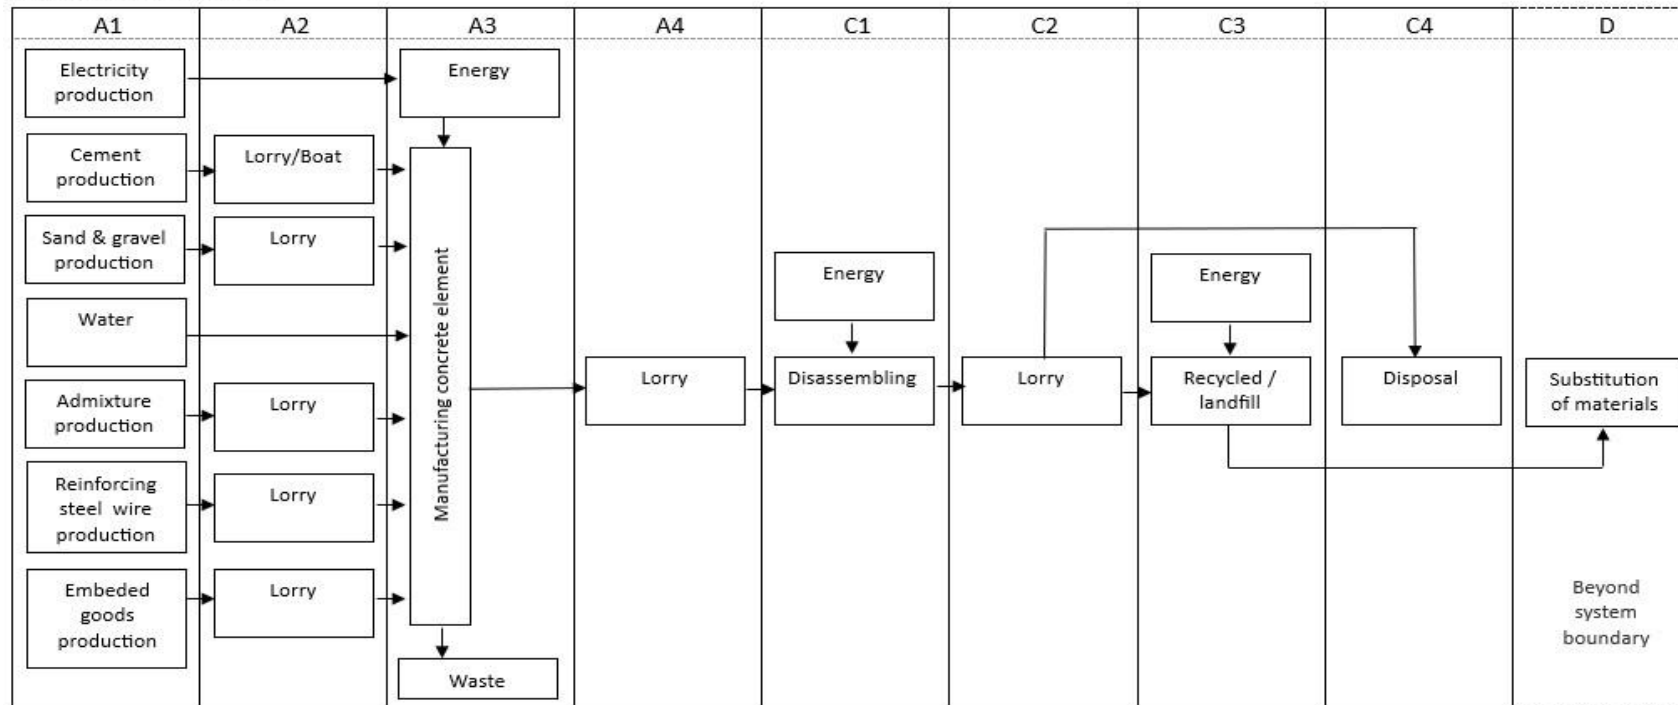 A1
A2
A3
A4
C1
C2
C3
C4
D
Electricity
production
Energy
Cement
production
Lorry/Boat
Sand & gravel
production
Lorry
Water
Admixture
production
Lorry
Reinforcing
steel wire
production
Lorry
Embeded
goods
production
Lorry
Manufacturing concrete element
Waste
Lorry
Energy
Disassembling
Lorry
Energy
Recycled /
landfill
Disposal
Substitution
of materials
Beyond
system
boundary